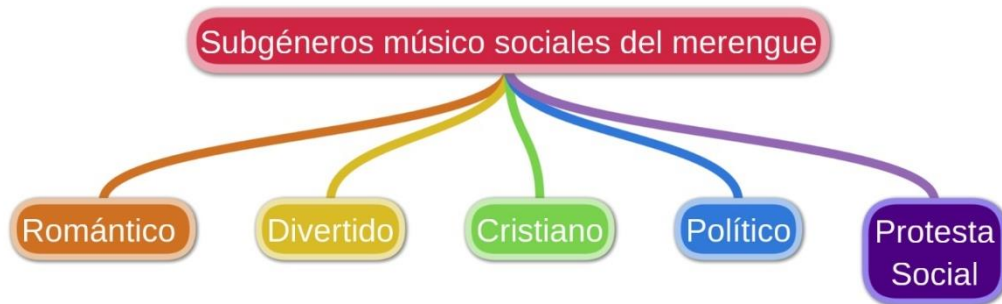 Subgéneros músico sociales del merengue
Romántico
Divertido
Cristiano
Político
Protesta
Social